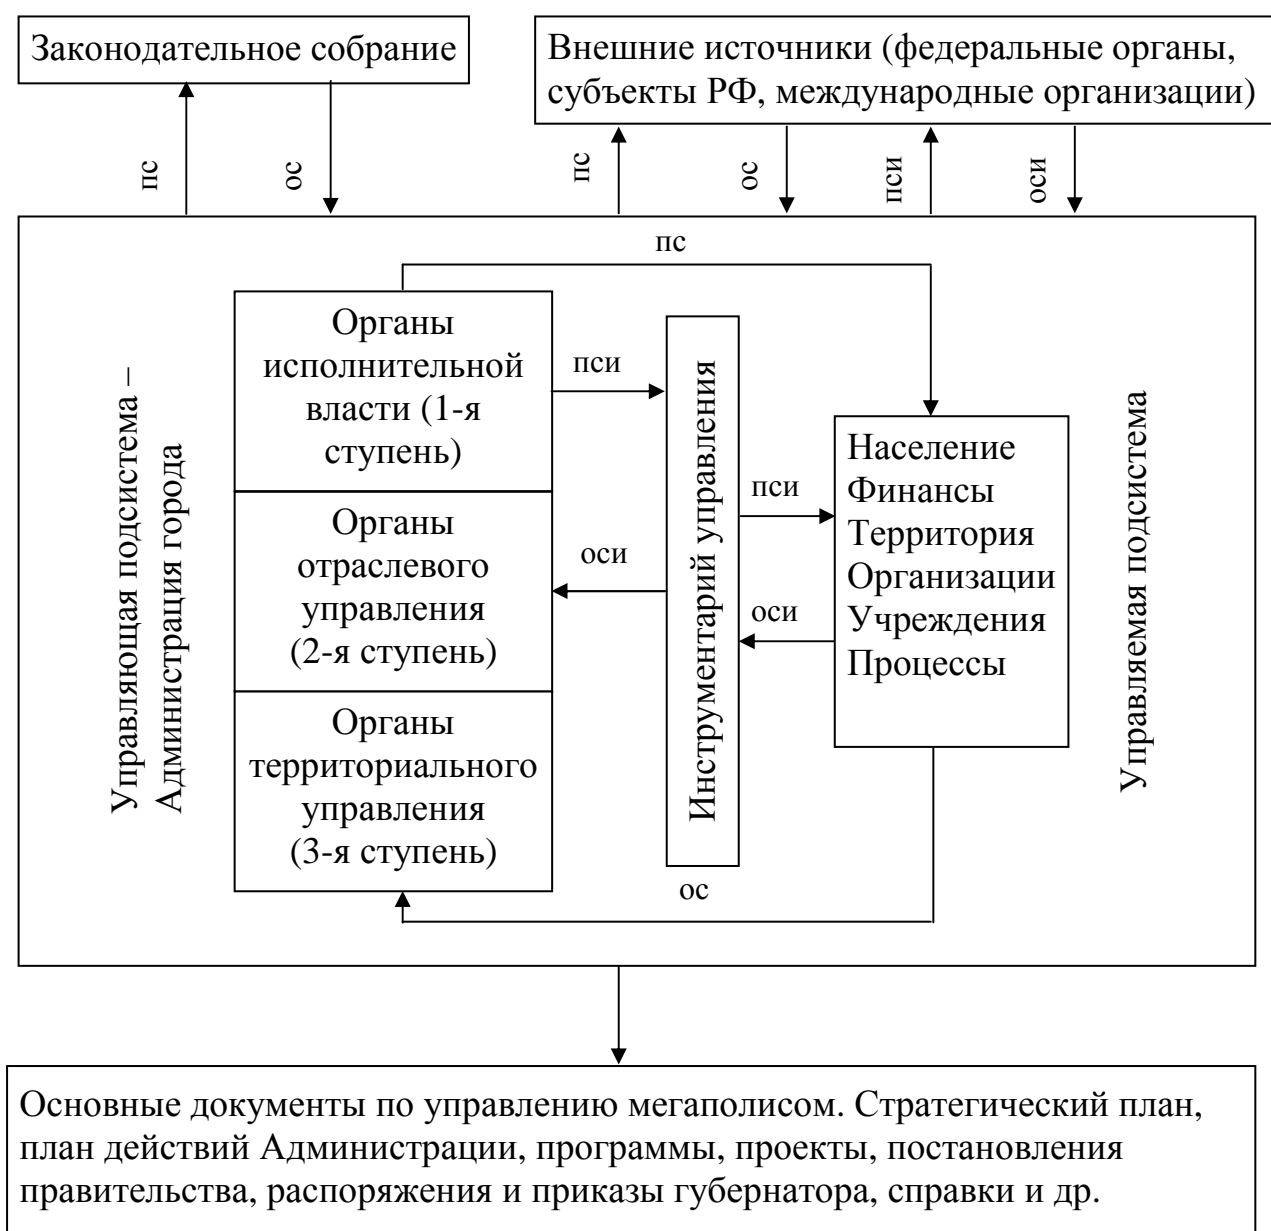 Законодательное собрание
Внешние источники (федеральные органы,
субъекты РФ, международные организации)
пс
ос
пс
ос
пси
оси
пс
Управляющая подсистема –
Администрация города
Органы
исполнительной
власти (1-я
ступень)
Органы
отраслевого
управления
(2-я ступень)
Органы
территориального
управления
(3-я ступень)
пси
оси
Инструментарий управления
пси
оси
Население
Финансы
Территория
Организации
Учреждения
Процессы
Управляемая подсистема
ос
Основные документы по управлению мегаполисом. Стратегический план,
план действий Администрации, программы, проекты, постановления
правительства, распоряжения и приказы губернатора, справки и др.